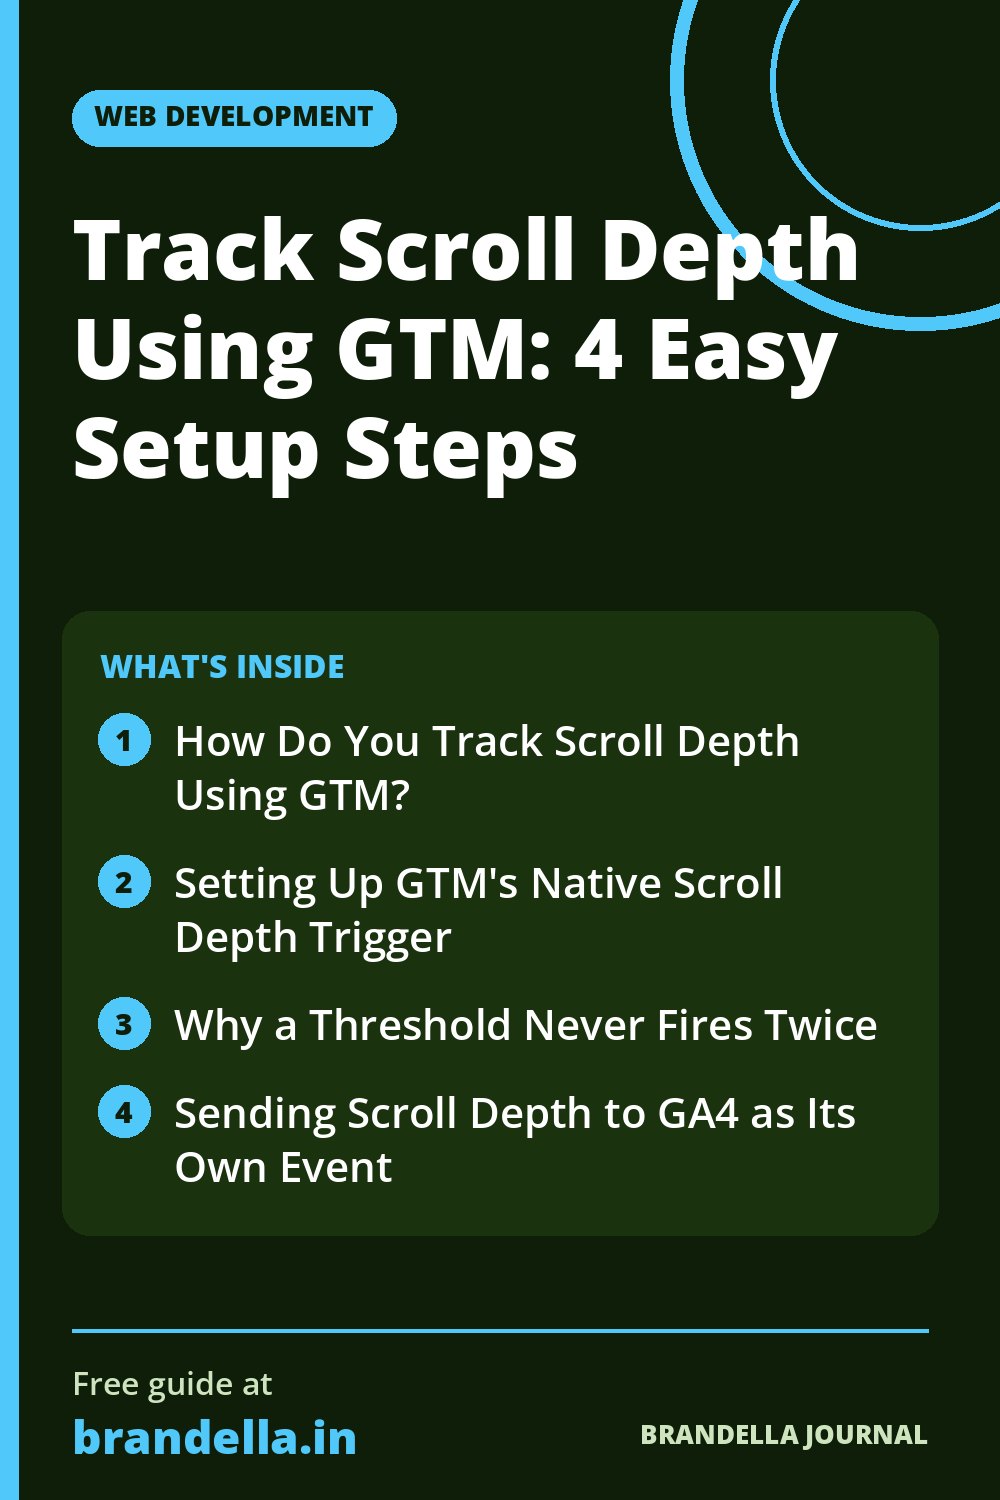 WEB DEVELOPMENT
Track Scroll Depth
Using GTM: 4 Easy
Setup Steps
WHAT'S INSIDE
1 How Do You Track Scroll Depth
Using GTM?
2 Setting Up GTM's Native Scroll
Depth Trigger
3 Why a Threshold Never Fires Twice
4 Sending Scroll Depth to GA4 as Its
Own Event
Free guide at
brandella.in
BRANDELLA JOURNAL